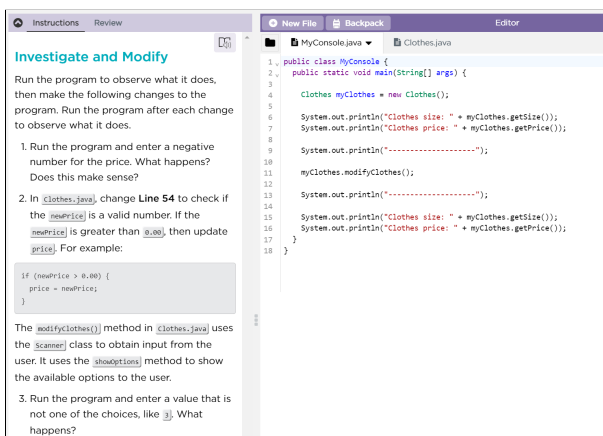 Instructions Review
Investigate and Modify
Run the program to observe what it does,
then make the following changes to the
program. Run the program after each change
to observe what it does.
1. Run the program and enter a negative
number for the price. What happens?
Does this make sense?
2. In Clothes.java, change Line 54 to check if
the newPrice is a valid number. If the
newPrice is greater than 0.00, then update
price. For example:
if (newPrice > 0.00) {
price = newPrice;
}
The modifyClothes() method in Clothes.java uses
the Scanner class to obtain input from the
user. It uses the showOptions method to show
the available options to the user.
3. Run the program and enter a value that is
not one of the choices, like 3. What
happens?
New File Backpack Editor
MyConsole.java Clothes.java
1 public class MyConsole {
2 public static void main(String[] args) {
3
4 Clothes myClothes = new Clothes();
5
6 System.out.println("Clothes size: " + myClothes.getSize());
7 System.out.println("Clothes price: " + myClothes.getPrice());
8
9 System.out.println("--------------------");
10
11 myClothes.modifyClothes();
12
13 System.out.println("--------------------");
14
15 System.out.println("Clothes size: " + myClothes.getSize());
16 System.out.println("Clothes price: " + myClothes.getPrice());
17 }
18 }